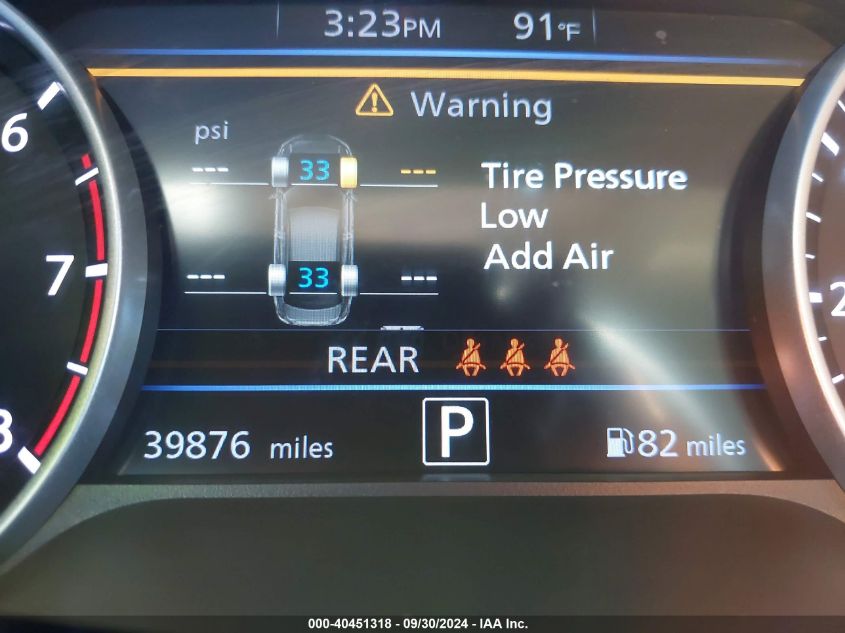 3:23PM 91°F
Warning
psi
--- 33 ---
Tire Pressure
Low
Add Air
--- 33 ---
REAR
39876 miles
P
82 miles
6
7
8
2
000-40451318 - 09/30/2024 - IAA Inc.